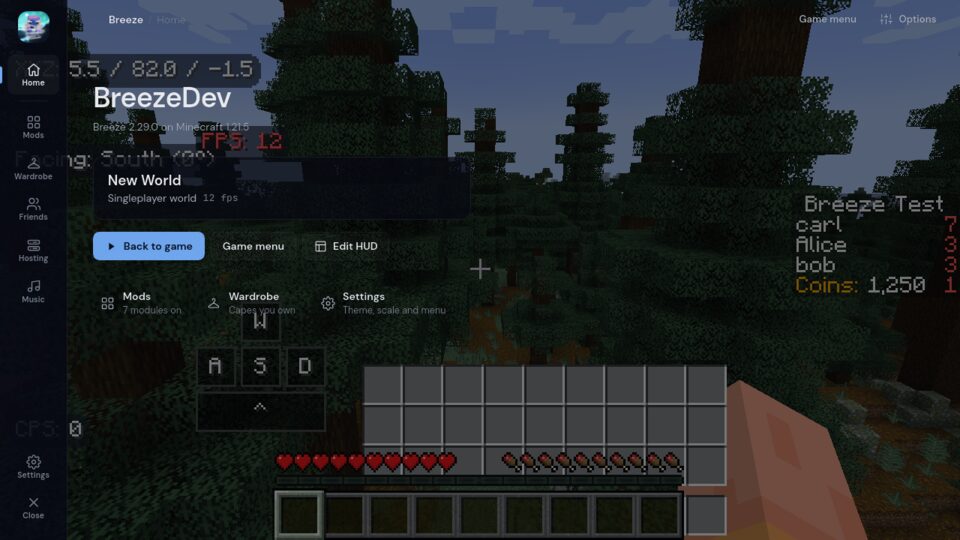 Breeze / Home
Game menu
Options
Home
5.5 / 82.0 / -1.5
BreezeDev
Breeze 2.29.0 on Minecraft 1.21.5
FPS: 12
Mods
Facing: South (0°)
Wardrobe
New World
Singleplayer world 12 fps
Friends
Breeze Test
carl 7
Alice 3
bob 3
Coins: 1,250 1
Hosting
Back to game
Game menu
Edit HUD
Music
Mods
7 modules on
Wardrobe
Capes you own
Settings
Theme, scale and menu
W
A S D
^
CPS: 0
Settings
Close